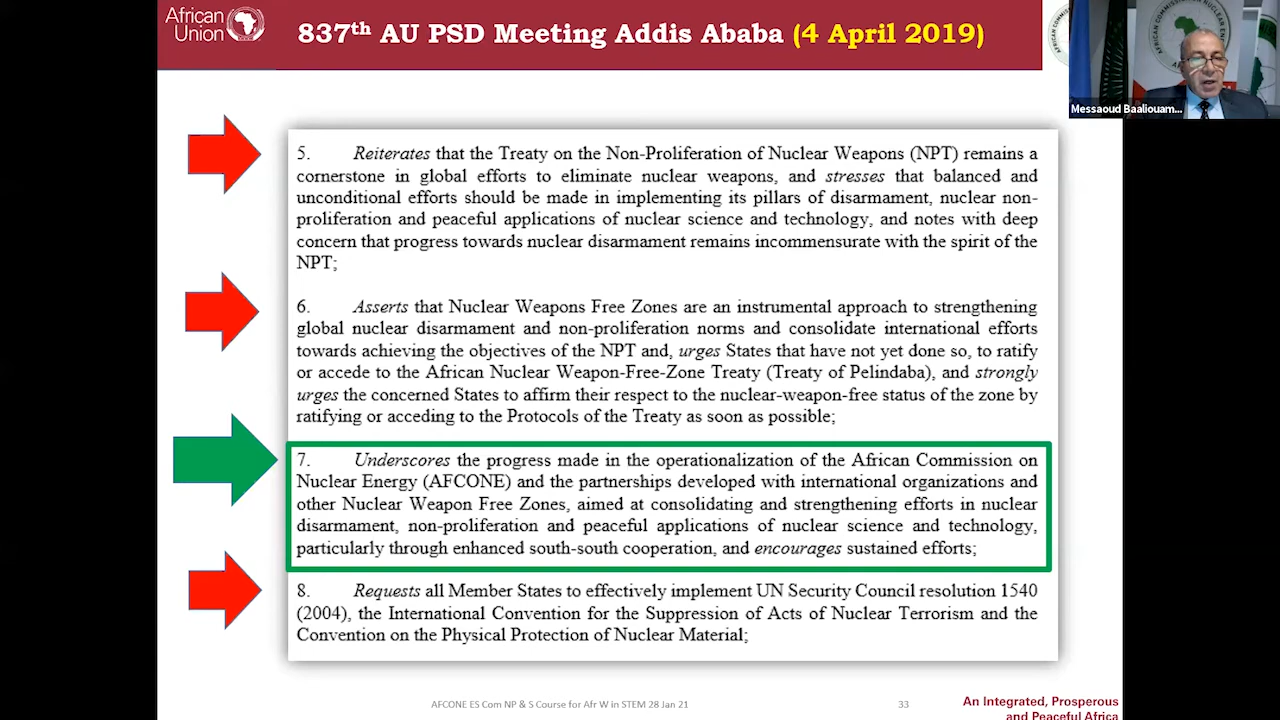 African
Union
837th AU PSD Meeting Addis Ababa (4 April 2019)
Messaoud Baaliouam...
5. Reiterates that the Treaty on the Non-Proliferation of Nuclear Weapons (NPT) remains a
cornerstone in global efforts to eliminate nuclear weapons, and stresses that balanced and
unconditional efforts should be made in implementing its pillars of disarmament, nuclear non-
proliferation and peaceful applications of nuclear science and technology, and notes with deep
concern that progress towards nuclear disarmament remains incommensurate with the spirit of the
NPT;
6. Asserts that Nuclear Weapons Free Zones are an instrumental approach to strengthening
global nuclear disarmament and non-proliferation norms and consolidate international efforts
towards achieving the objectives of the NPT and, urges States that have not yet done so, to ratify
or accede to the African Nuclear Weapon-Free-Zone Treaty (Treaty of Pelindaba), and strongly
urges the concerned States to affirm their respect to the nuclear-weapon-free status of the zone by
ratifying or acceding to the Protocols of the Treaty as soon as possible;
7. Underscores the progress made in the operationalization of the African Commission on
Nuclear Energy (AFCONE) and the partnerships developed with international organizations and
other Nuclear Weapon Free Zones, aimed at consolidating and strengthening efforts in nuclear
disarmament, non-proliferation and peaceful applications of nuclear science and technology,
particularly through enhanced south-south cooperation, and encourages sustained efforts;
8. Requests all Member States to effectively implement UN Security Council resolution 1540
(2004), the International Convention for the Suppression of Acts of Nuclear Terrorism and the
Convention on the Physical Protection of Nuclear Material;
AFCONE ES Com NP & S Course for Afr W in STEM 28 Jan 21
33
An Integrated, Prosperous
and Peaceful Africa